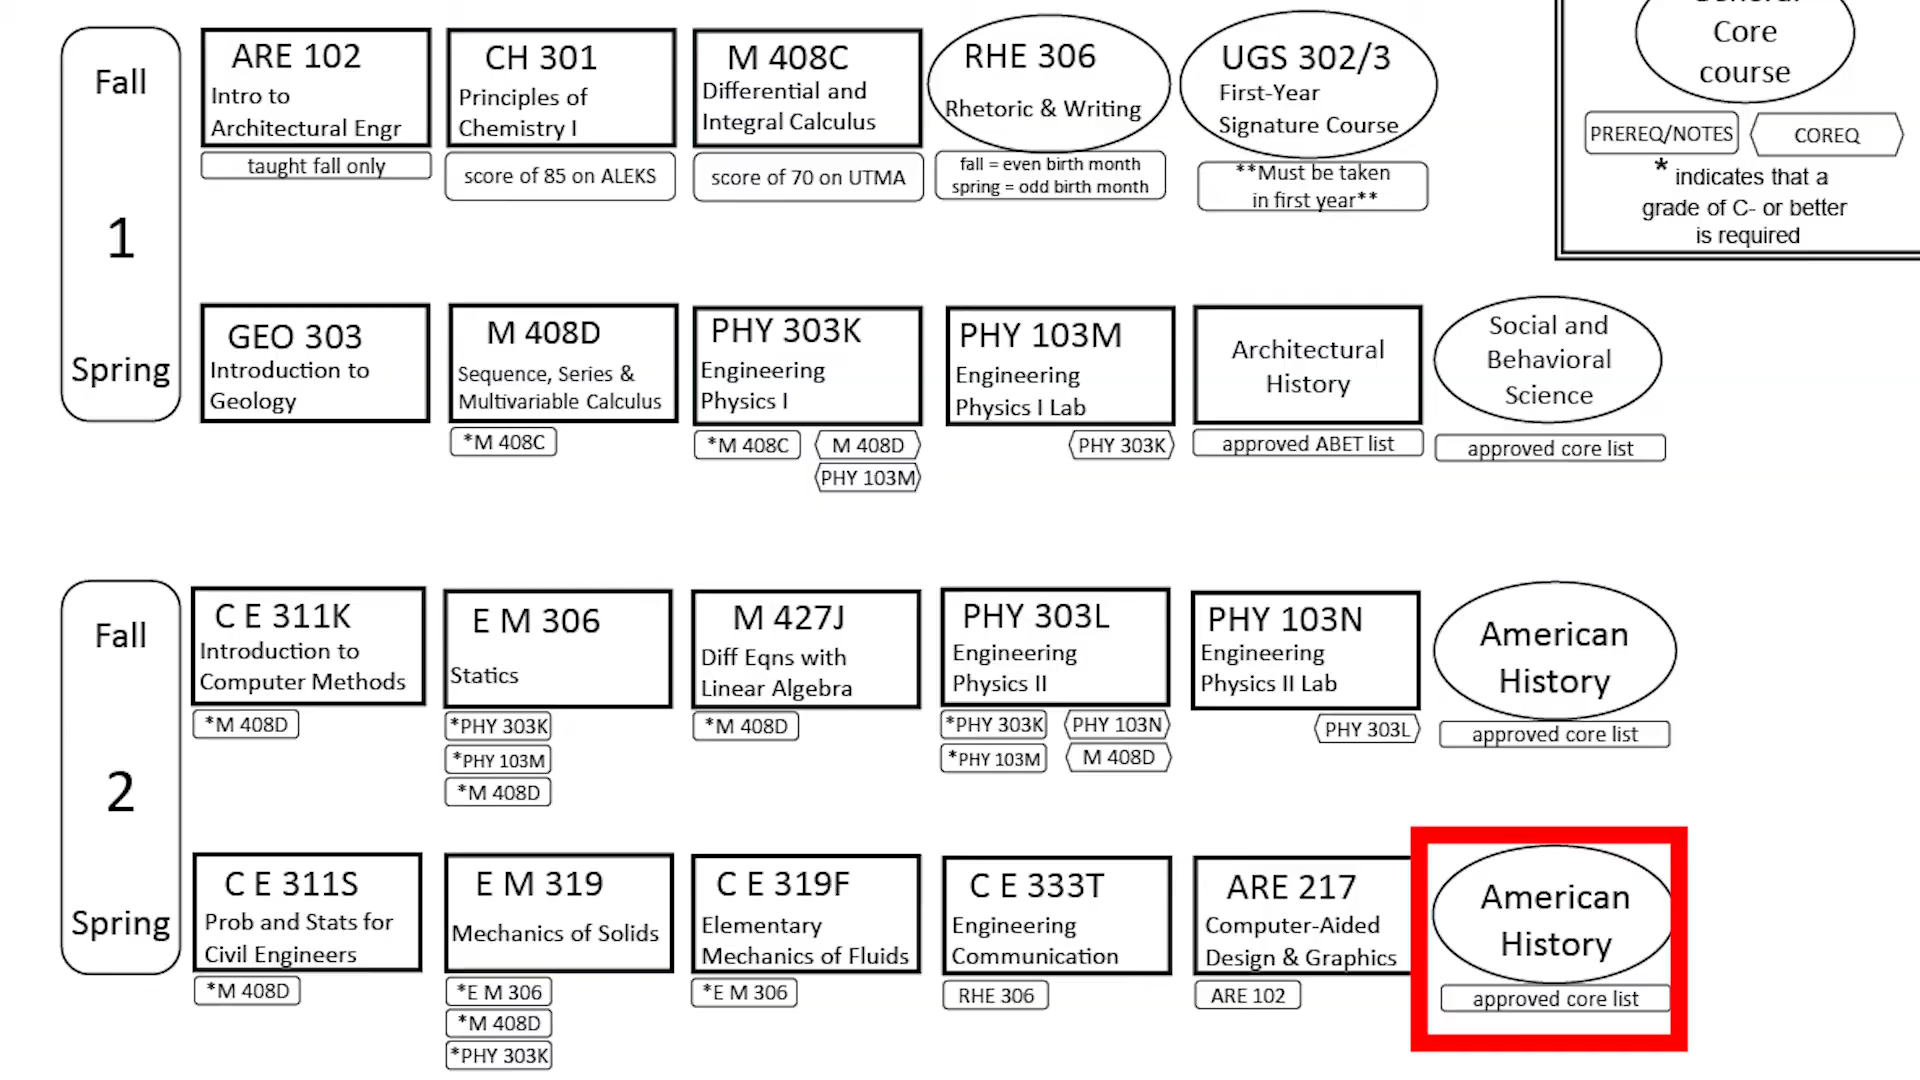 General
Core
course
PREREQ/NOTES
COREQ
* indicates that a
grade of C- or better
is required
Fall
1
Spring
ARE 102
Intro to
Architectural Engr
taught fall only
CH 301
Principles of
Chemistry I
score of 85 on ALEKS
M 408C
Differential and
Integral Calculus
score of 70 on UTMA
RHE 306
Rhetoric & Writing
fall = even birth month
spring = odd birth month
UGS 302/3
First-Year
Signature Course
**Must be taken
in first year**
GEO 303
Introduction to
Geology
M 408D
Sequence, Series &
Multivariable Calculus
*M 408C
PHY 303K
Engineering
Physics I
*M 408C
M 408D
PHY 103M
PHY 103M
Engineering
Physics I Lab
PHY 303K
Architectural
History
approved ABET list
Social and
Behavioral
Science
approved core list
Fall
2
Spring
C E 311K
Introduction to
Computer Methods
*M 408D
E M 306
Statics
*PHY 303K
*PHY 103M
*M 408D
M 427J
Diff Eqns with
Linear Algebra
*M 408D
PHY 303L
Engineering
Physics II
*PHY 303K
PHY 103N
*PHY 103M
M 408D
PHY 103N
Engineering
Physics II Lab
PHY 303L
American
History
approved core list
C E 311S
Prob and Stats for
Civil Engineers
*M 408D
E M 319
Mechanics of Solids
*E M 306
*M 408D
*PHY 303K
C E 319F
Elementary
Mechanics of Fluids
*E M 306
C E 333T
Engineering
Communication
RHE 306
ARE 217
Computer-Aided
Design & Graphics
ARE 102
American
History
approved core list